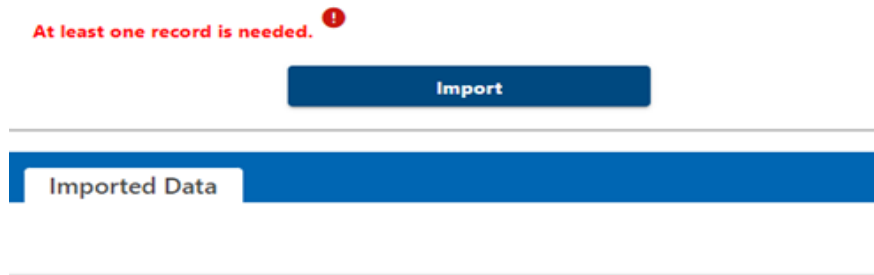 At least one record is needed.
Import
Imported Data